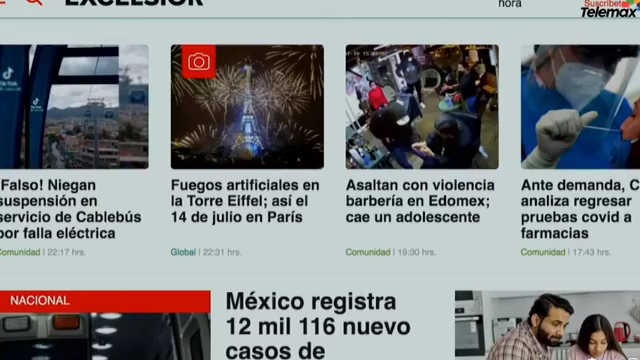 EXCELSIOR
hora
Suscríbet
Telemax
¡Falso! Niegan
suspensión en
servicio de Cablebús
por falla eléctrica
Comunidad | 22:17 hrs.
Fuegos artificiales en
la Torre Eiffel; así el
14 de julio en París
Global | 22:31 hrs.
Asaltan con violencia
barbería en Edomex;
cae un adolescente
Comunidad | 19:30 hrs.
Ante demanda, C
analiza regresar
pruebas covid a
farmacias
Comunidad | 17:43 hrs.
NACIONAL
México registra
12 mil 116 nuevo
casos de